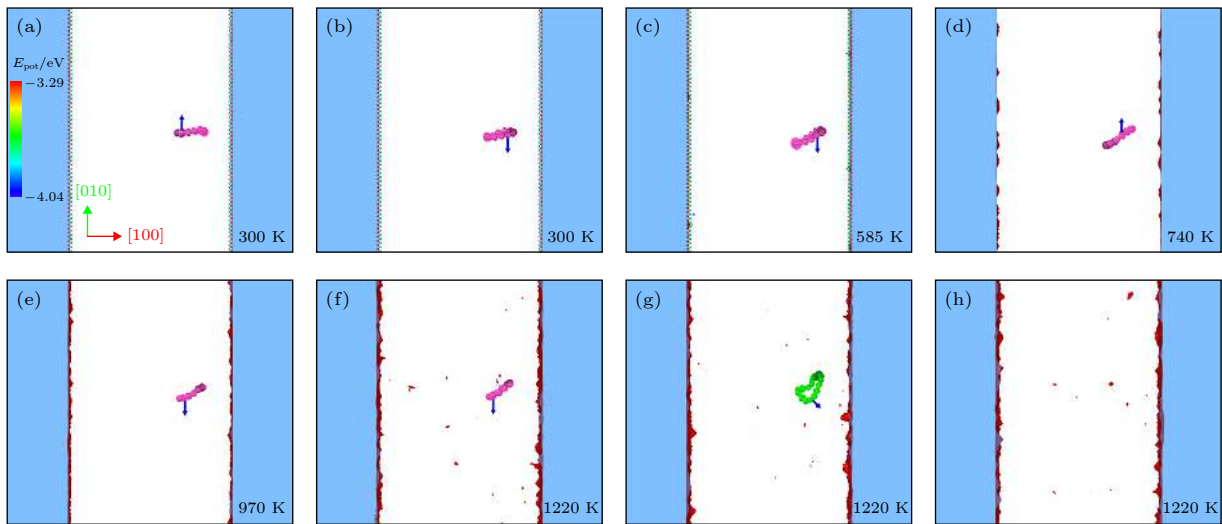 (a)
E_pot/eV
−3.29
−4.04
[010]
[100]
300 K
(b)
300 K
(c)
585 K
(d)
740 K
(e)
970 K
(f)
1220 K
(g)
1220 K
(h)
1220 K